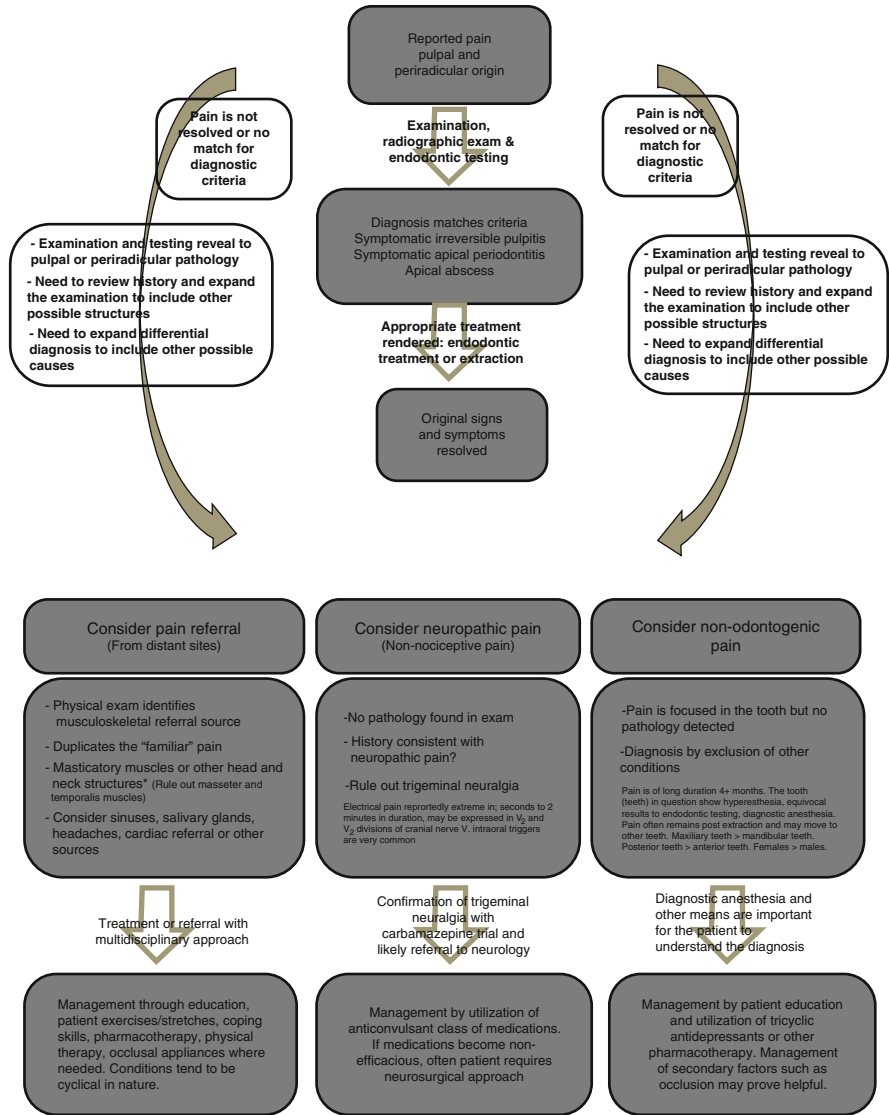 Reported pain
pulpal and
periradicular origin
Pain is not
resolved or no
match for
diagnostic
criteria
Examination,
radiographic exam &
endodontic testing
Pain is not
resolved or no
match for
diagnostic
criteria
- Examination and testing reveal to
pulpal or periradicular pathology
- Need to review history and expand
the examination to include other
possible structures
- Need to expand differential
diagnosis to include other possible
causes
Diagnosis matches criteria
Symptomatic irreversible pulpitis
Symptomatic apical periodontitis
Apical abscess
- Examination and testing reveal to
pulpal or periradicular pathology
- Need to review history and expand
the examination to include other
possible structures
- Need to expand differential
diagnosis to include other possible
causes
Appropriate treatment
rendered: endodontic
treatment or extraction
Original signs
and symptoms
resolved
Consider pain referral
(From distant sites)
Consider neuropathic pain
(Non-nociceptive pain)
Consider non-odontogenic
pain
- Physical exam identifies
musculoskeletal referral source
- Duplicates the “familiar” pain
- Masticatory muscles or other head and
neck structures* (Rule out masseter and
temporalis muscles)
- Consider sinuses, salivary glands,
headaches, cardiac referral or other
sources
-No pathology found in exam
- History consistent with
neuropathic pain?
-Rule out trigeminal neuralgia
Electrical pain reportedly extreme in; seconds to 2
minutes in duration, may be expressed in V2 and
V2 divisions of cranial nerve V. intraoral triggers
are very common
-Pain is focused in the tooth but no
pathology detected
-Diagnosis by exclusion of other
conditions
Pain is of long duration 4+ months. The tooth
(teeth) in question show hyperesthesia, equivocal
results to endodontic testing, diagnostic anesthesia.
Pain often remains post extraction and may move to
other teeth. Maxiliary teeth > mandibular teeth.
Posterior teeth > anterior teeth. Females > males.
Treatment or referral with
multidisciplinary approach
Confirmation of trigeminal
neuralgia with
carbamazepine trial and
likely referral to neurology
Diagnostic anesthesia and
other means are important
for the patient to
understand the diagnosis
Management through education,
patient exercises/stretches, coping
skills, pharmacotherapy, physical
therapy, occlusal appliances where
needed. Conditions tend to be
cyclical in nature.
Management by utilization of
anticonvulsant class of medications.
If medications become non-
efficacious, often patient requires
neurosurgical approach
Management by patient education
and utilization of tricyclic
antidepressants or other
pharmacotherapy. Management
of secondary factors such as
occlusion may prove helpful.